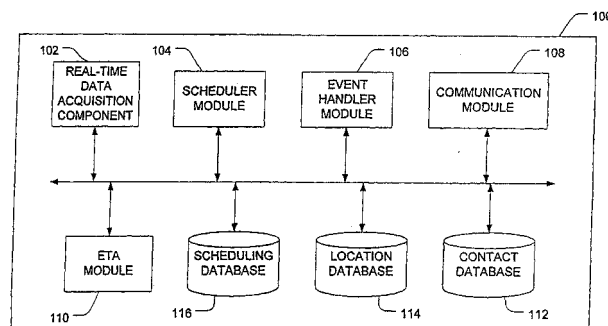 100
102
104
106
108
REAL-TIME
DATA
ACQUISITION
COMPONENT
SCHEDULER
MODULE
EVENT
HANDLER
MODULE
COMMUNICATION
MODULE
ETA
MODULE
SCHEDULING
DATABASE
LOCATION
DATABASE
CONTACT
DATABASE
110
116
114
112